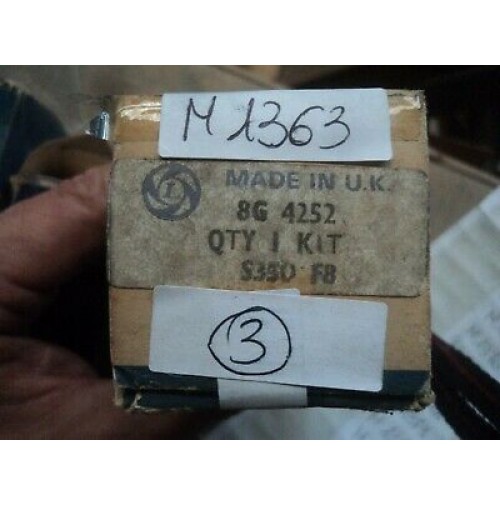 M 1363
L MADE IN U.K.
8G 4252
QTY 1 KIT
S350 F8
3